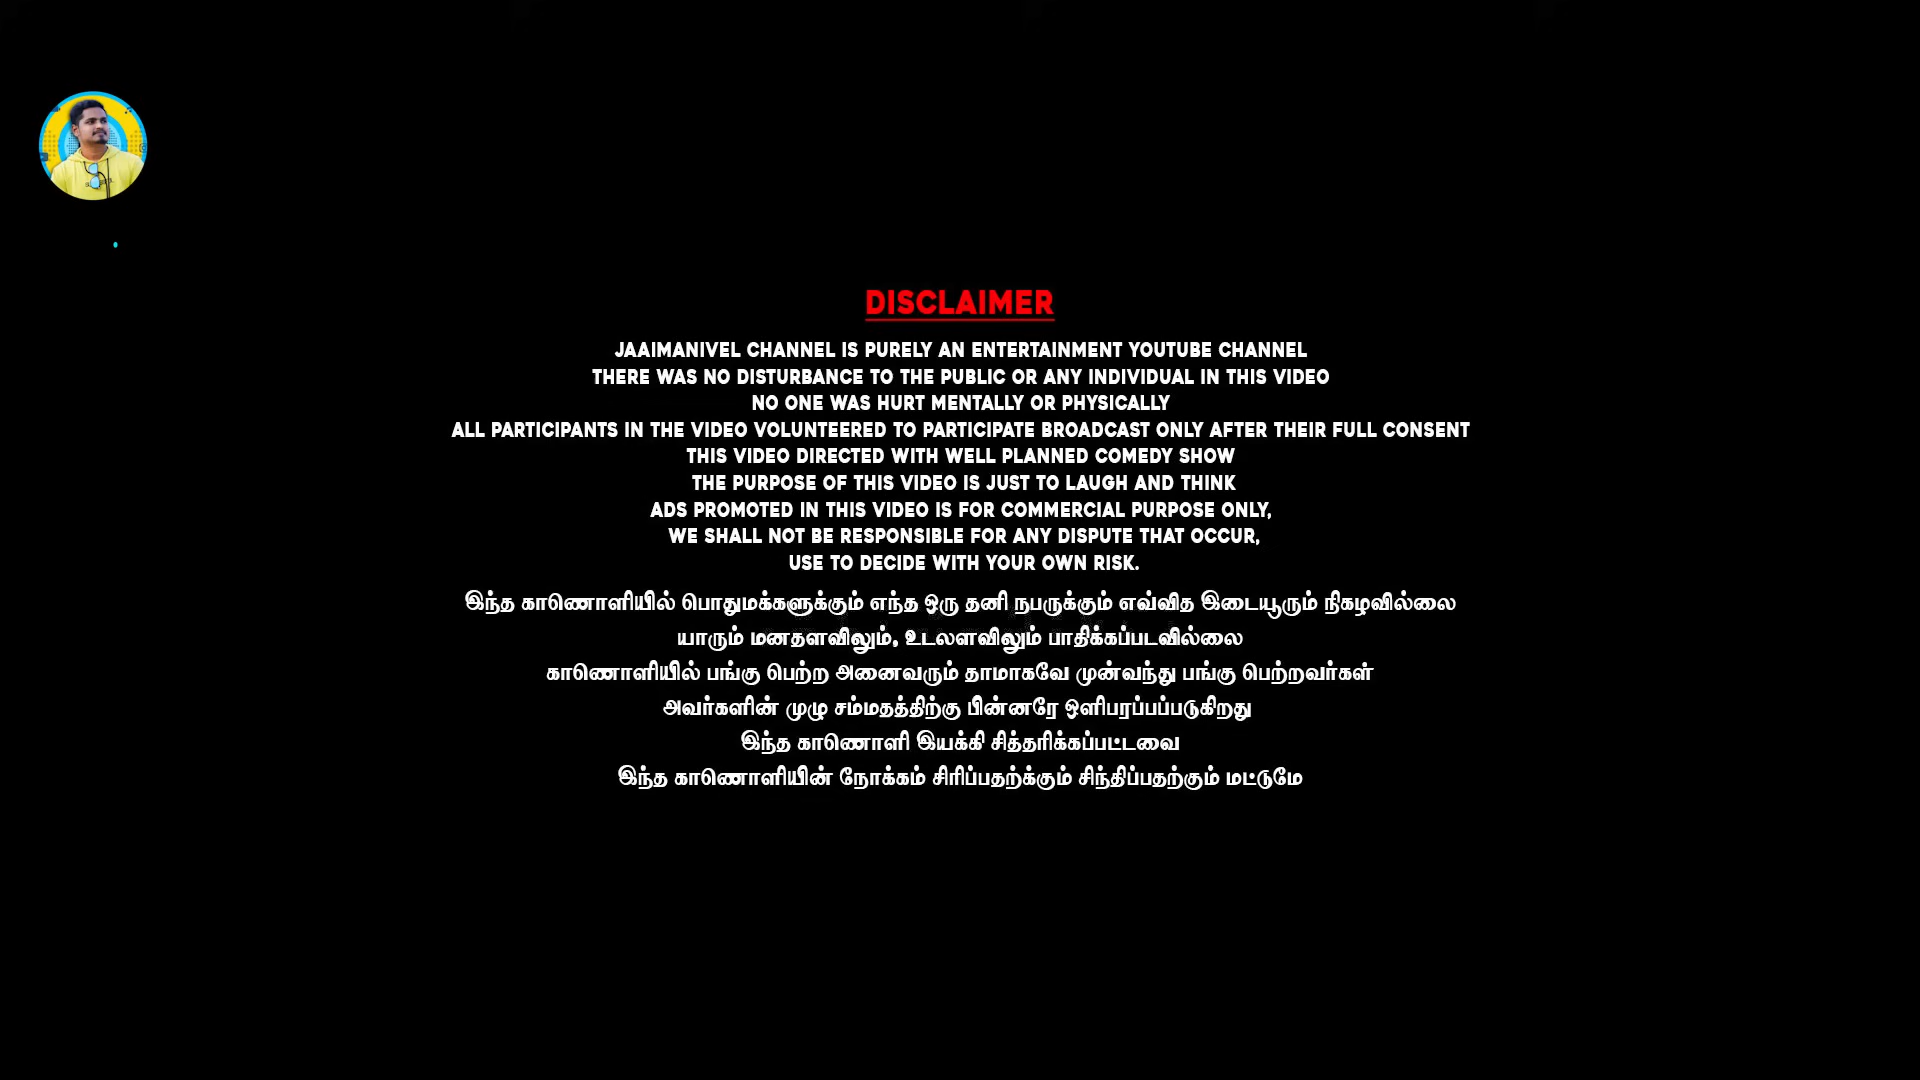 DISCLAIMER
JAAIMANIVEL CHANNEL IS PURELY AN ENTERTAINMENT YOUTUBE CHANNEL
THERE WAS NO DISTURBANCE TO THE PUBLIC OR ANY INDIVIDUAL IN THIS VIDEO
NO ONE WAS HURT MENTALLY OR PHYSICALLY
ALL PARTICIPANTS IN THE VIDEO VOLUNTEERED TO PARTICIPATE BROADCAST ONLY AFTER THEIR FULL CONSENT
THIS VIDEO DIRECTED WITH WELL PLANNED COMEDY SHOW
THE PURPOSE OF THIS VIDEO IS JUST TO LAUGH AND THINK
ADS PROMOTED IN THIS VIDEO IS FOR COMMERCIAL PURPOSE ONLY,
WE SHALL NOT BE RESPONSIBLE FOR ANY DISPUTE THAT OCCUR,
USE TO DECIDE WITH YOUR OWN RISK.
இந்த காணொளியில் பொதுமக்களுக்கும் எந்த ஒரு தனி நபருக்கும் எவ்வித இடையூரும் நிகழவில்லை
யாரும் மனதளவிலும், உடலளவிலும் பாதிக்கப்படவில்லை
காணொளியில் பங்கு பெற்ற அனைவரும் தாமாகவே முன்வந்து பங்கு பெற்றவர்கள்
அவர்களின் முழு சம்மதத்திற்கு பின்னரே ஒளிபரப்பப்படுகிறது
இந்த காணொளி இயக்கி சித்தரிக்கப்பட்டவை
இந்த காணொளியின் நோக்கம் சிரிப்பதற்க்கும் சிந்திப்பதற்கும் மட்டுமே